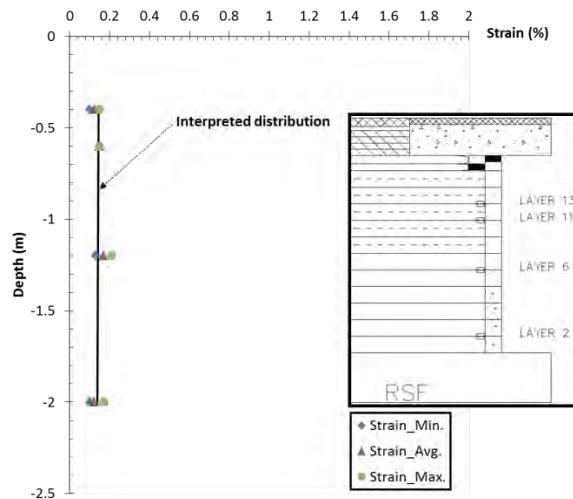 0 0.2 0.4 0.6 0.8 1 1.2 1.4 1.6 1.8 2 Strain (%)
0
-0.5
-1
-1.5
-2
-2.5
Depth (m)
Interpreted distribution
LAYER 13
LAYER 11
LAYER 6
LAYER 2
RSF
Strain_Min.
Strain_Avg.
Strain_Max.